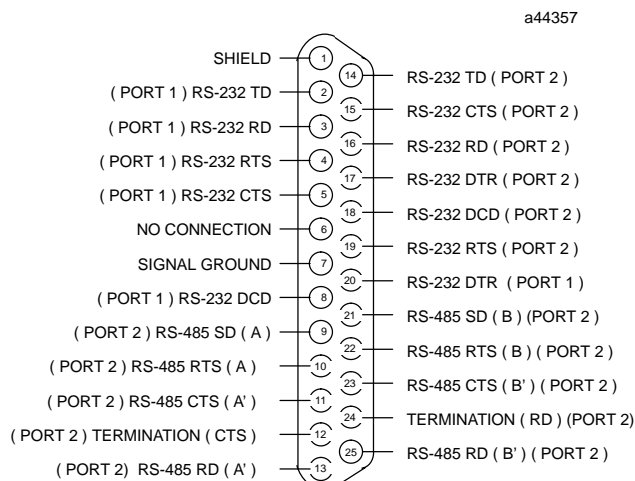 a44357
SHIELD
( PORT 1 ) RS-232 TD
( PORT 1 ) RS-232 RD
( PORT 1 ) RS-232 RTS
( PORT 1 ) RS-232 CTS
NO CONNECTION
SIGNAL GROUND
( PORT 1 ) RS-232 DCD
( PORT 2 ) RS-485 SD ( A )
( PORT 2 ) RS-485 RTS ( A )
( PORT 2 ) RS-485 CTS ( A' )
( PORT 2 ) TERMINATION ( CTS )
( PORT 2) RS-485 RD ( A' )
1
2
3
4
5
6
7
8
9
10
11
12
13
14
15
16
17
18
19
20
21
22
23
24
25
RS-232 TD ( PORT 2 )
RS-232 CTS ( PORT 2 )
RS-232 RD ( PORT 2 )
RS-232 DTR ( PORT 2 )
RS-232 DCD ( PORT 2 )
RS-232 RTS ( PORT 2 )
RS-232 DTR ( PORT 1 )
RS-485 SD ( B ) (PORT 2 )
RS-485 RTS ( B ) ( PORT 2 )
RS-485 CTS ( B' ) ( PORT 2 )
TERMINATION ( RD ) (PORT 2)
RS-485 RD ( B' ) ( PORT 2 )